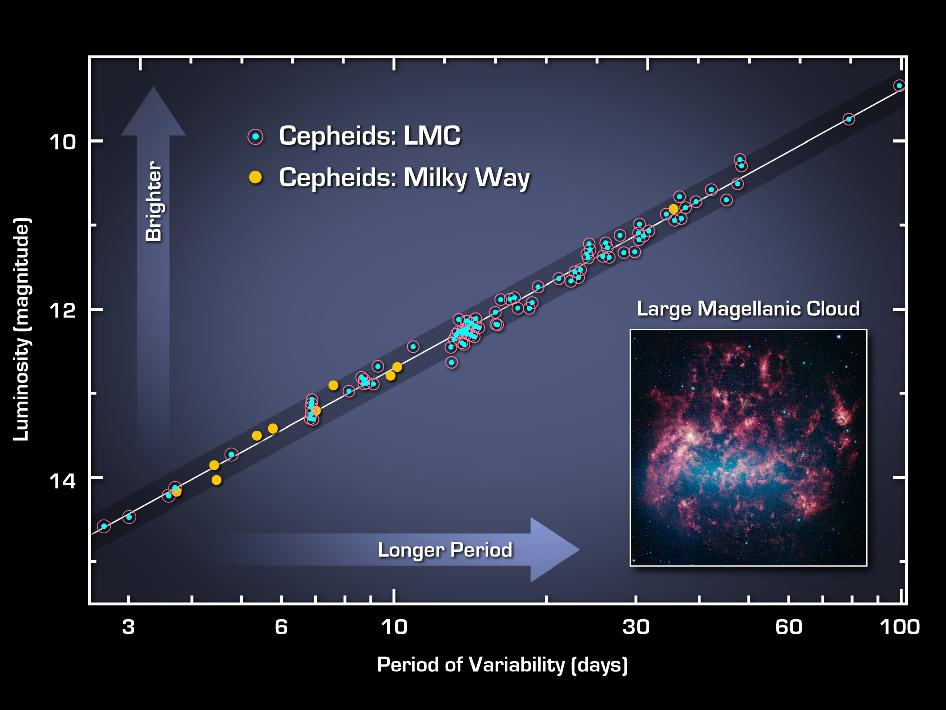 Cepheids: LMC
Cepheids: Milky Way
Brighter
Luminosity (magnitude)
10
12
14
Large Magellanic Cloud
Longer Period
3
6
10
30
60
100
Period of Variability (days)